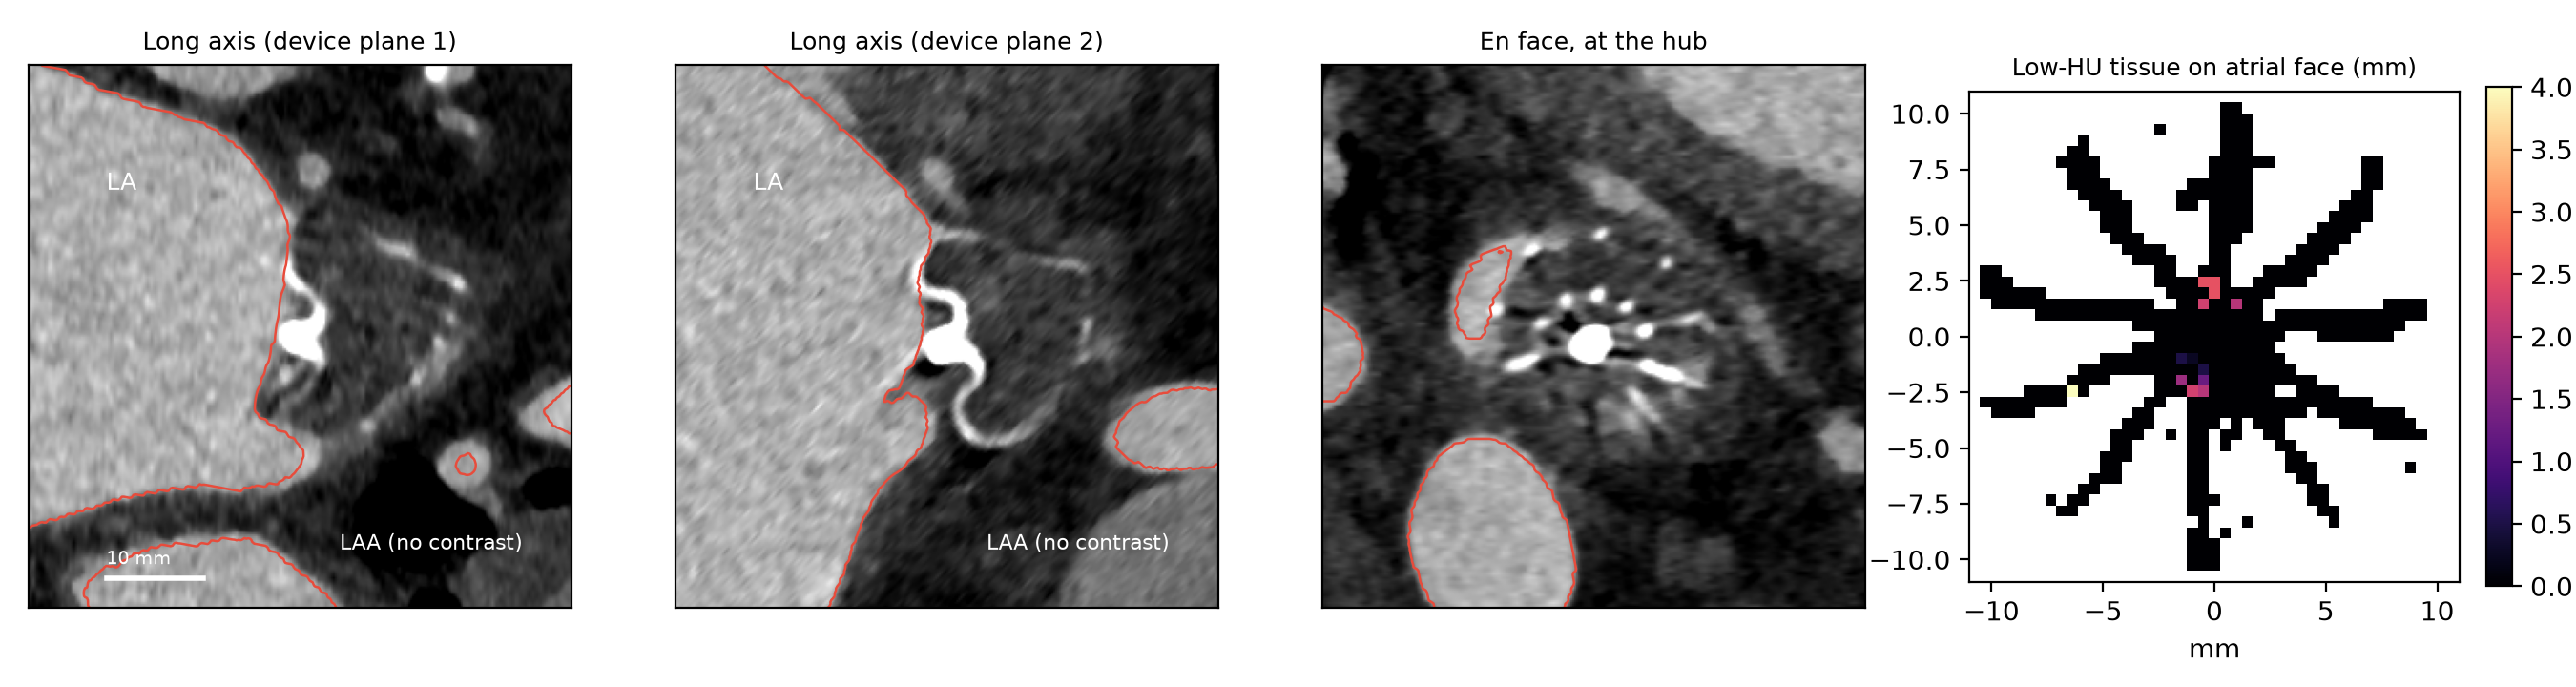 Long axis (device plane 1)
LA
10 mm
LAA (no contrast)
Long axis (device plane 2)
LA
LAA (no contrast)
En face, at the hub
Low-HU tissue on atrial face (mm)
10.0
7.5
5.0
2.5
0.0
−2.5
−5.0
−7.5
−10.0
−10 −5 0 5 10
mm
4.0
3.5
3.0
2.5
2.0
1.5
1.0
0.5
0.0